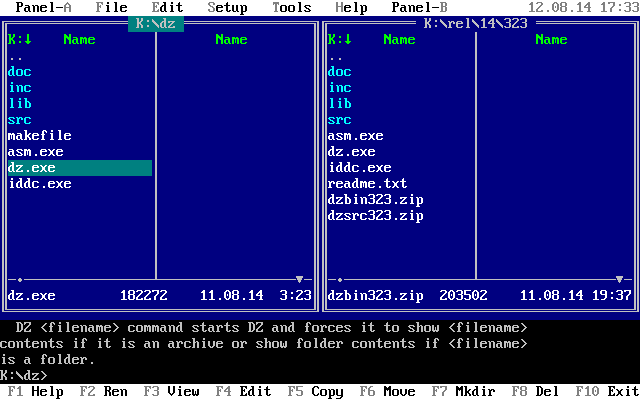 Panel-A File Edit Setup Tools Help Panel-B 12.08.14 17:33
K:\dz
K:↓ Name Name
..
doc
inc
lib
src
makefile
asm.exe
dz.exe
iddc.exe
dz.exe 182272 11.08.14 3:23
K:\rel\14\323
K:↓ Name Name
..
doc
inc
lib
src
asm.exe
dz.exe
iddc.exe
readme.txt
dzbin323.zip
dzsrc323.zip
dzbin323.zip 203502 11.08.14 19:37
DZ <filename> command starts DZ and forces it to show <filename>
contents if it is an archive or show folder contents if <filename>
is a folder.
K:\dz>
F1 Help F2 Ren F3 View F4 Edit F5 Copy F6 Move F7 Mkdir F8 Del F10 Exit